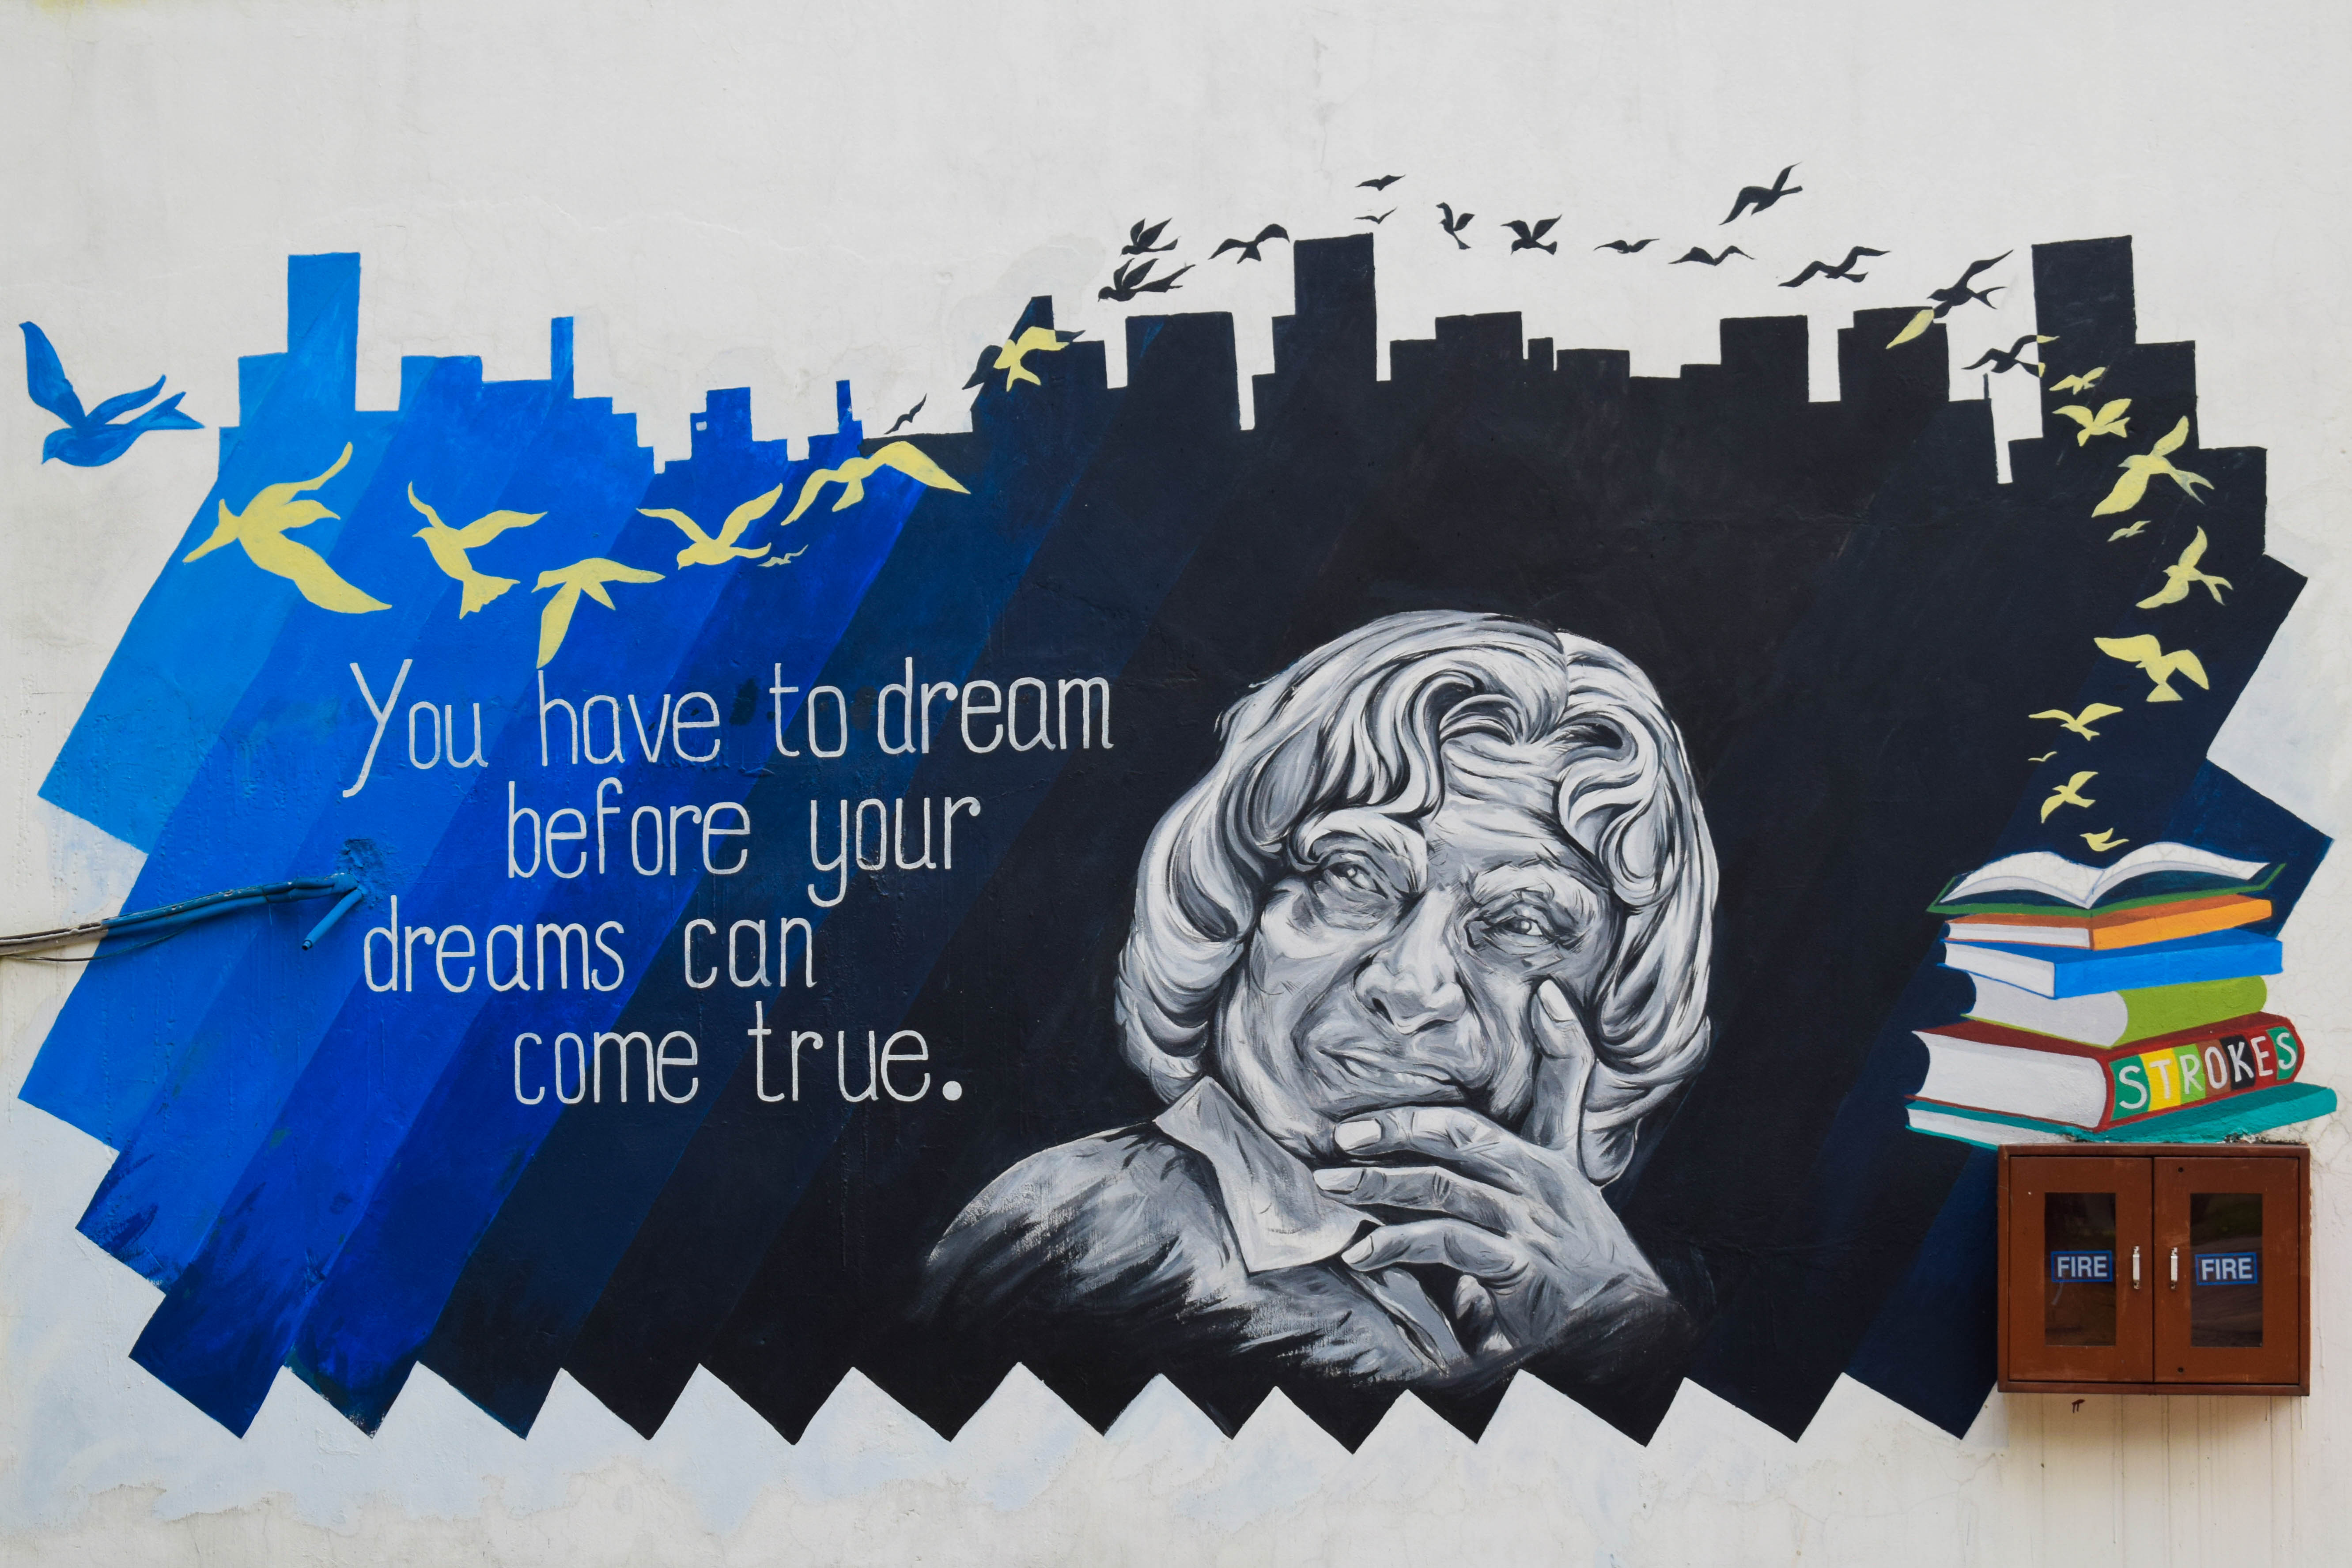 You have to dream
before your
dreams can
come true.
STROKES
FIRE FIRE